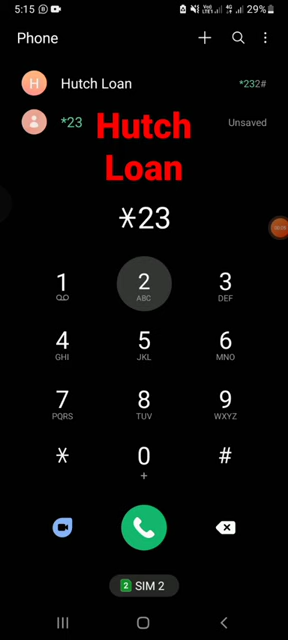 5:15
4G
29%
Phone
H
Hutch Loan
*232#
*23
Unsaved
Hutch
Loan
*23
1
2
ABC
3
DEF
4
GHI
5
JKL
6
MNO
7
PQRS
8
TUV
9
WXYZ
*
0
+
#
2 SIM 2